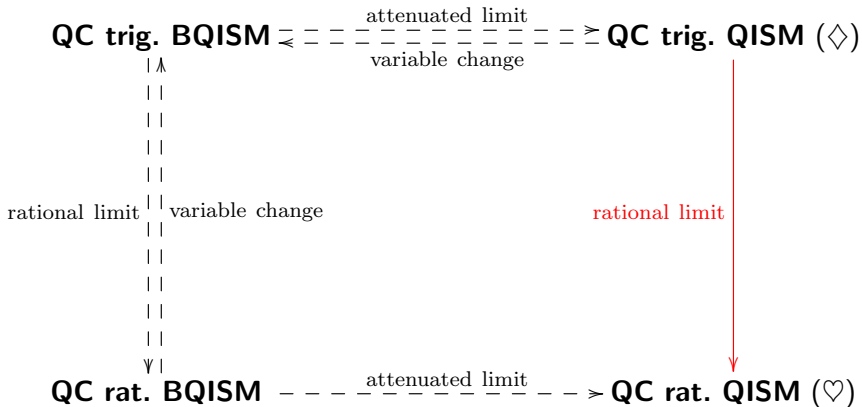 attenuated limit
QC trig. BQISM
QC trig. QISM (♢)
variable change
rational limit
variable change
rational limit
attenuated limit
QC rat. BQISM
QC rat. QISM (♡)